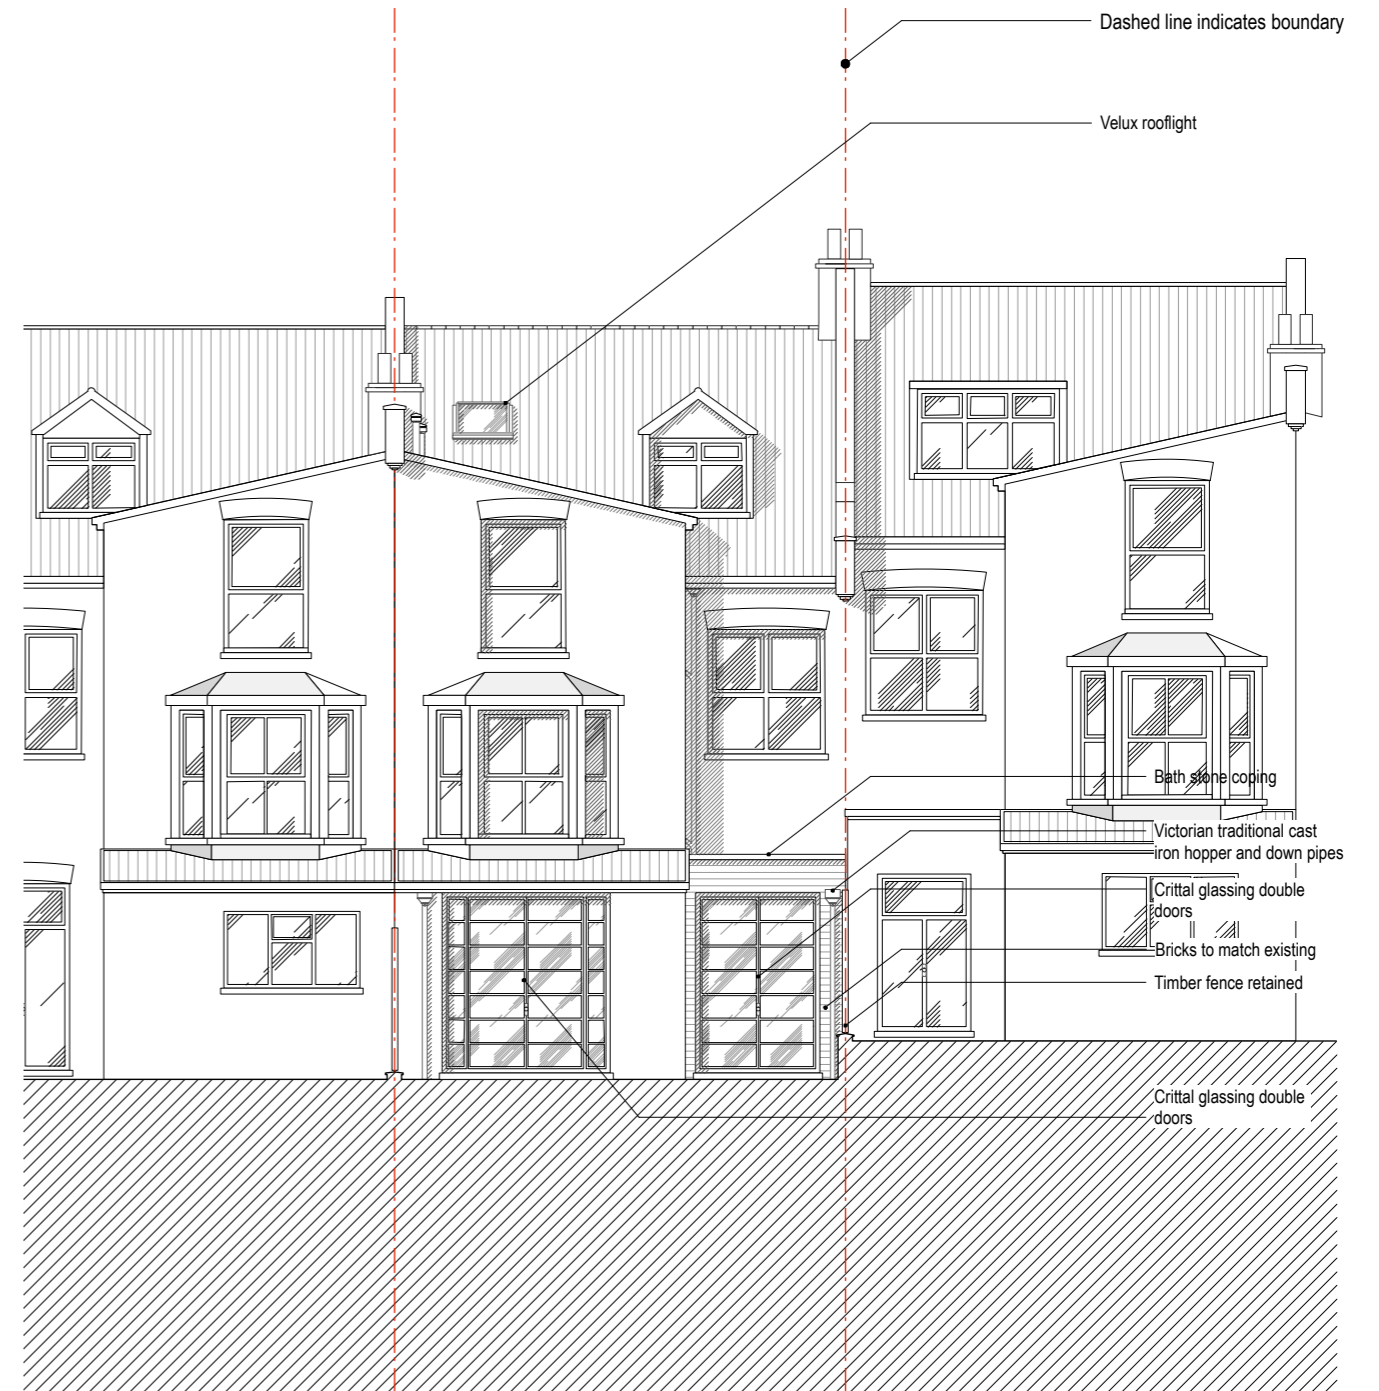 Dashed line indicates boundary
Velux rooflight
Bath stone coping
Victorian traditional cast
iron hopper and down pipes
Crittal glassing double
doors
Bricks to match existing
Timber fence retained
Crittal glassing double
doors